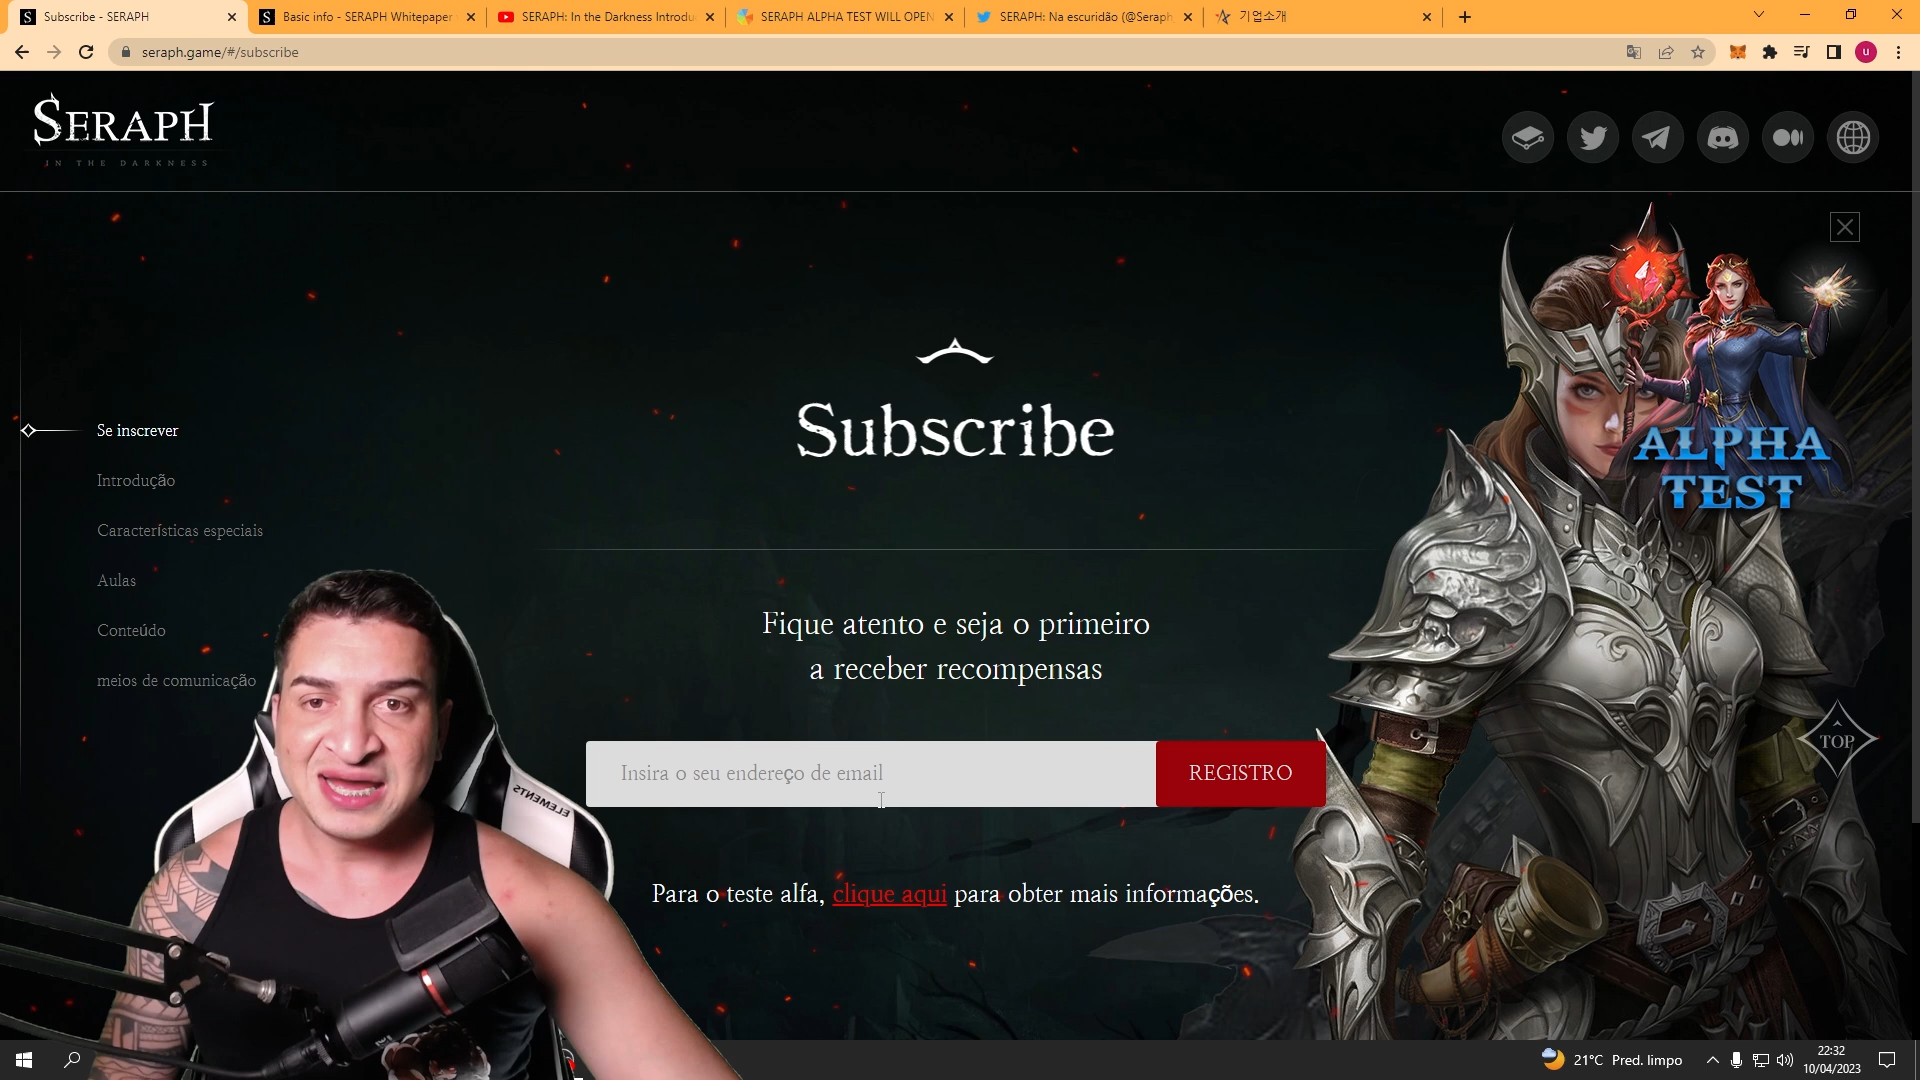 Subscribe - SERAPH
Basic info - SERAPH Whitepaper
SERAPH: In the Darkness Introdu
SERAPH ALPHA TEST WILL OPEN
SERAPH: Na escuridão (@Seraph
기업소개
seraph.game/#/subscribe
u
SERAPH
IN THE DARKNESS
ALPHA
TEST
Subscribe
Se inscrever
Introdução
Características especiais
Aulas
Conteúdo
meios de comunicação
Fique atento e seja o primeiro
a receber recompensas
Insira o seu endereço de email
REGISTRO
TOP
ELEMENTS
Para o teste alfa, clique aqui para obter mais informações.
21°C Pred. limpo
22:32
10/04/2023